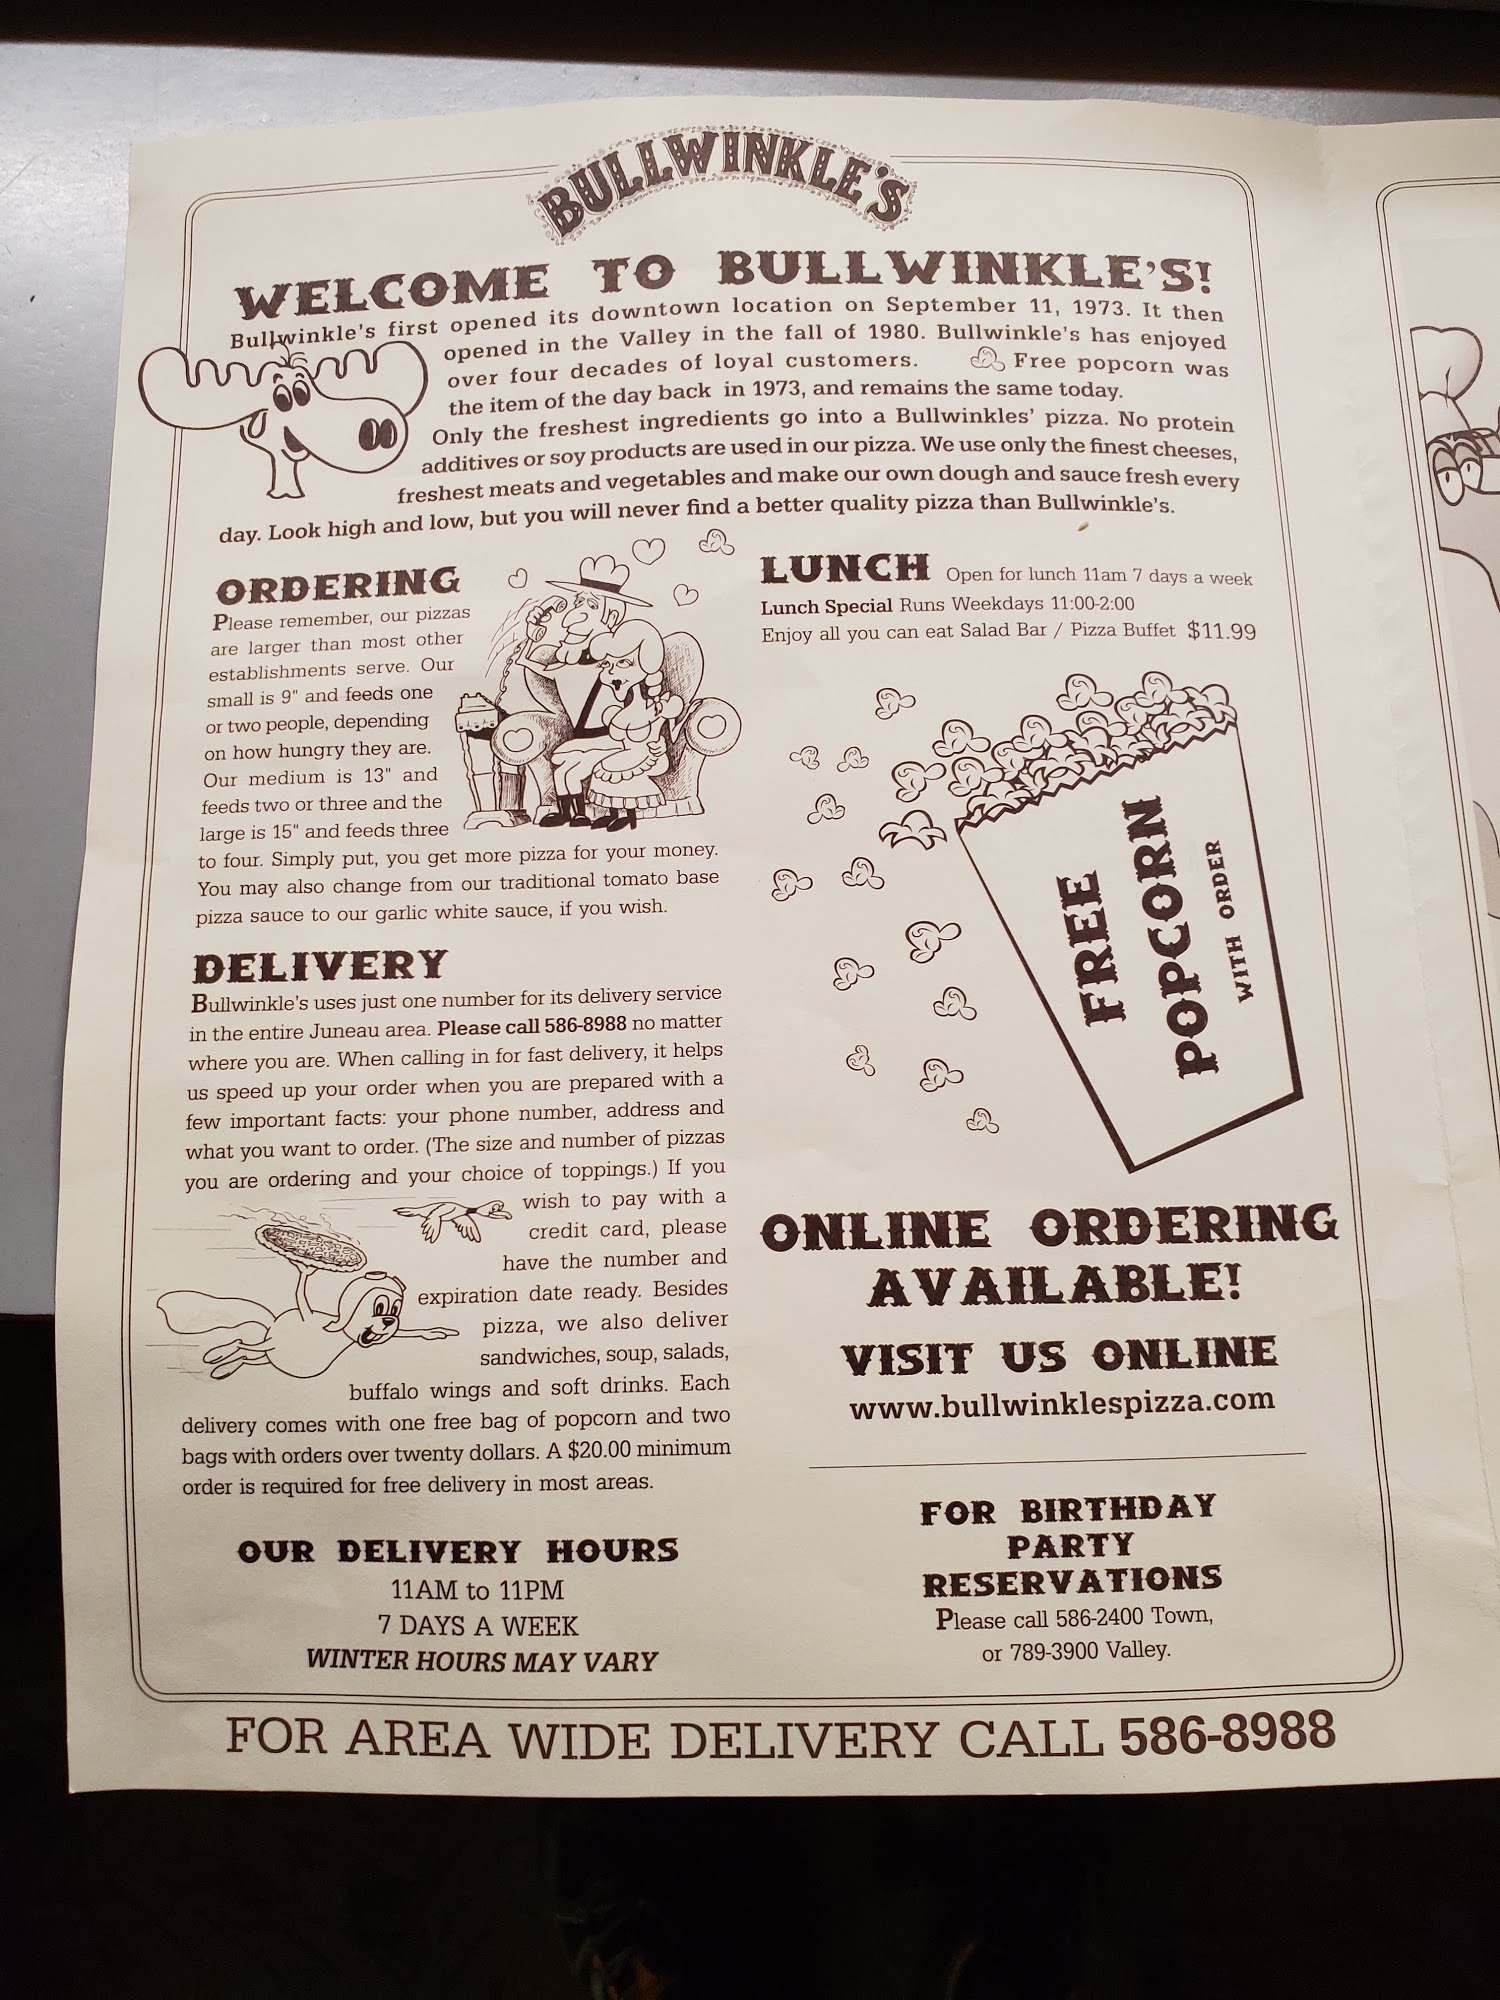 BULLWINKLE'S
WELCOME TO BULLWINKLE'S!
Bullwinkle's first opened its downtown location on September 11, 1973. It then
opened in the Valley in the fall of 1980. Bullwinkle's has enjoyed
over four decades of loyal customers. Free popcorn was
the item of the day back in 1973, and remains the same today.
Only the freshest ingredients go into a Bullwinkles' pizza. No protein
additives or soy products are used in our pizza. We use only the finest cheeses,
freshest meats and vegetables and make our own dough and sauce fresh every
day. Look high and low, but you will never find a better quality pizza than Bullwinkle's.
ORDERING
Please remember, our pizzas
are larger than most other
establishments serve. Our
small is 9" and feeds one
or two people, depending
on how hungry they are.
Our medium is 13" and
feeds two or three and the
large is 15" and feeds three
to four. Simply put, you get more pizza for your money.
You may also change from our traditional tomato base
pizza sauce to our garlic white sauce, if you wish.
DELIVERY
Bullwinkle's uses just one number for its delivery service
in the entire Juneau area. Please call 586-8988 no matter
where you are. When calling in for fast delivery, it helps
us speed up your order when you are prepared with a
few important facts: your phone number, address and
what you want to order. (The size and number of pizzas
you are ordering and your choice of toppings.) If you
wish to pay with a
credit card, please
have the number and
expiration date ready. Besides
pizza, we also deliver
sandwiches, soup, salads,
buffalo wings and soft drinks. Each
delivery comes with one free bag of popcorn and two
bags with orders over twenty dollars. A $20.00 minimum
order is required for free delivery in most areas.
OUR DELIVERY HOURS
11AM to 11PM
7 DAYS A WEEK
WINTER HOURS MAY VARY
LUNCH Open for lunch 11am 7 days a week
Lunch Special Runs Weekdays 11:00-2:00
Enjoy all you can eat Salad Bar / Pizza Buffet $11.99
FREE
POPCORN
WITH ORDER
ONLINE ORDERING
AVAILABLE!
VISIT US ONLINE
www.bullwinklespizza.com
FOR BIRTHDAY
PARTY
RESERVATIONS
Please call 586-2400 Town,
or 789-3900 Valley.
FOR AREA WIDE DELIVERY CALL 586-8988